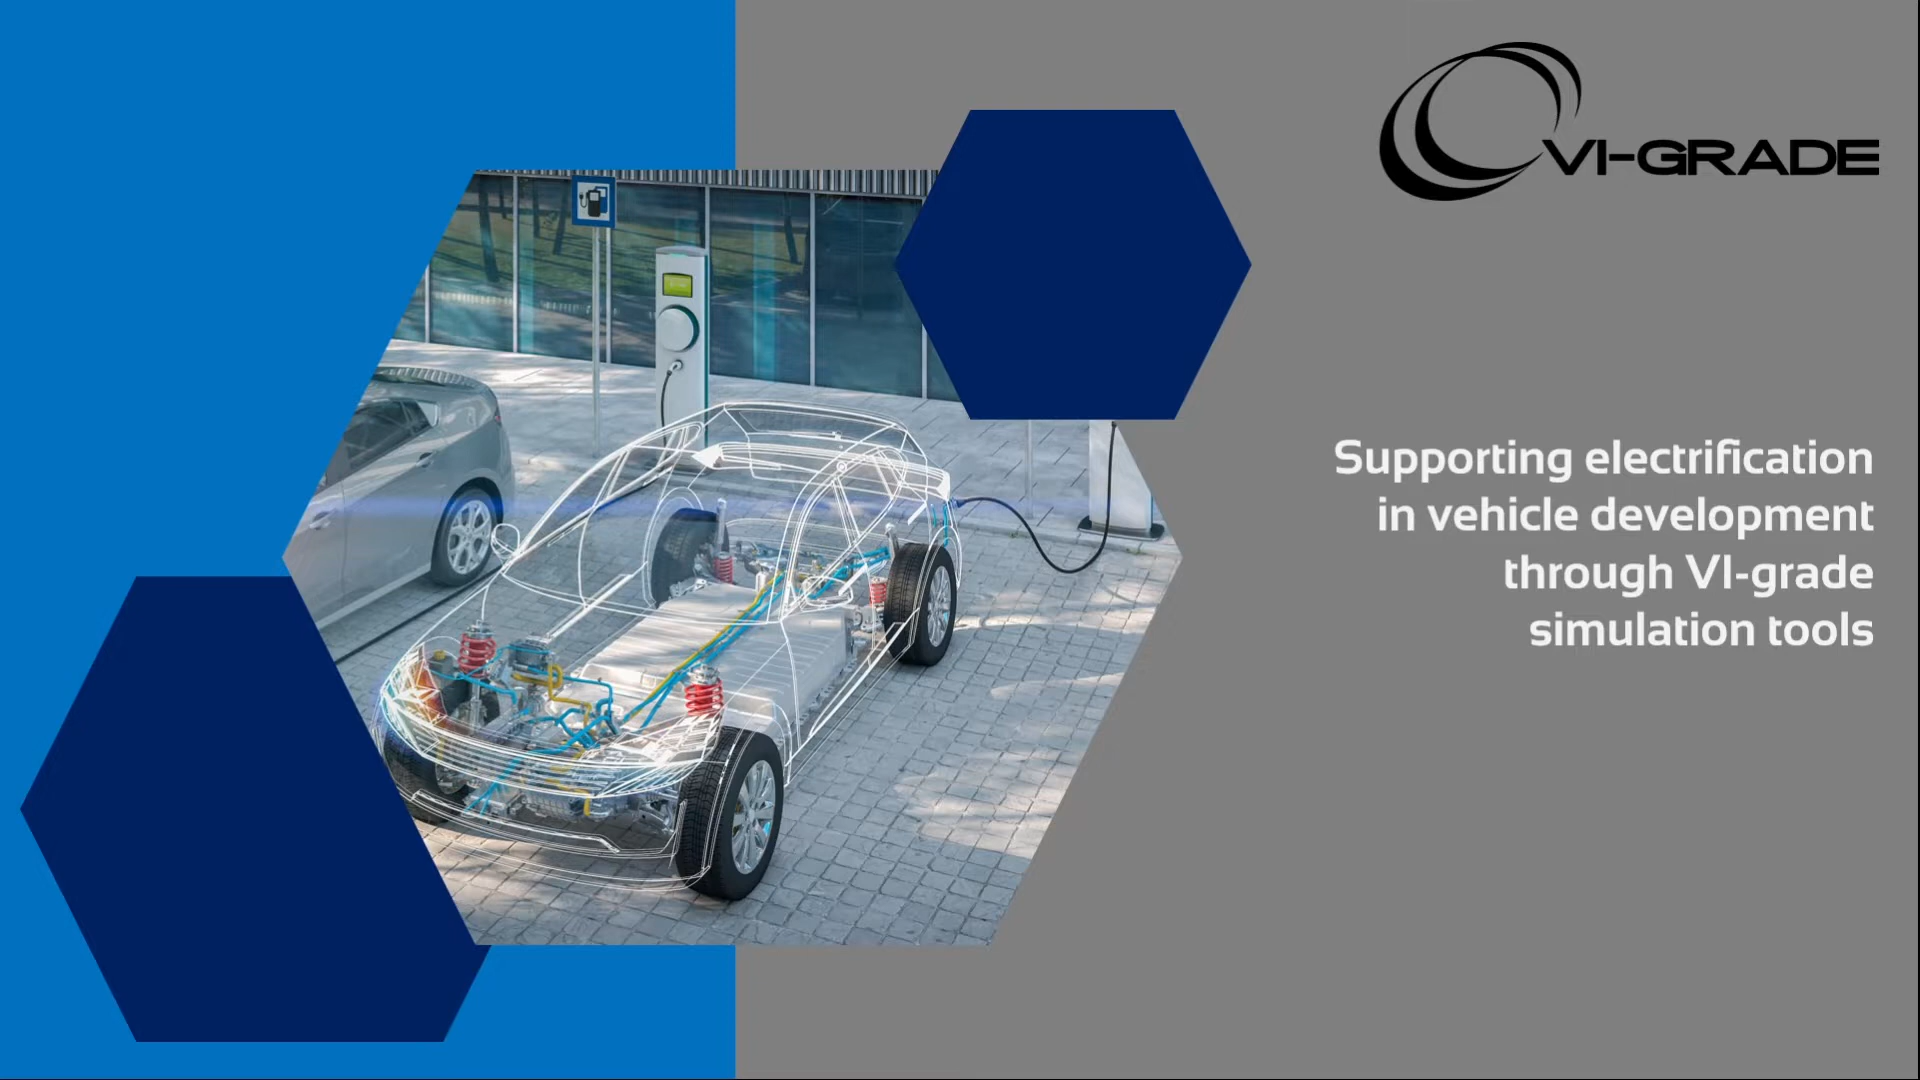 VI-GRADE
Supporting electrification
in vehicle development
through VI-grade
simulation tools